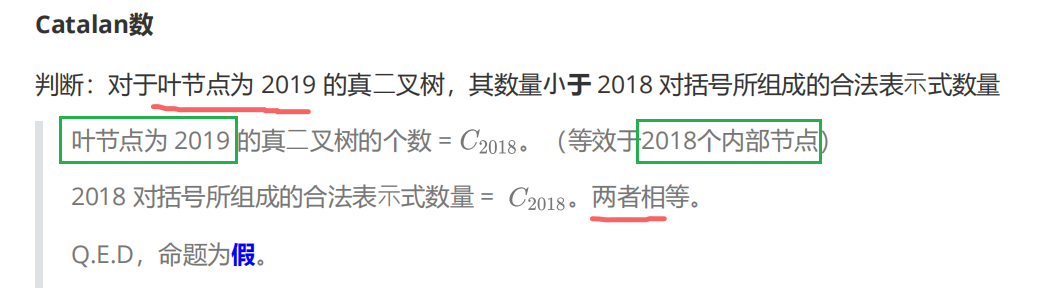 Catalan数
判断：对于叶节点为 2019 的真二叉树，其数量小于 2018 对括号所组成的合法表示式数量
叶节点为 2019 的真二叉树的个数 = C₂₀₁₈。（等效于2018个内部节点）
2018 对括号所组成的合法表示式数量 = C₂₀₁₈。两者相等。
Q.E.D，命题为假。